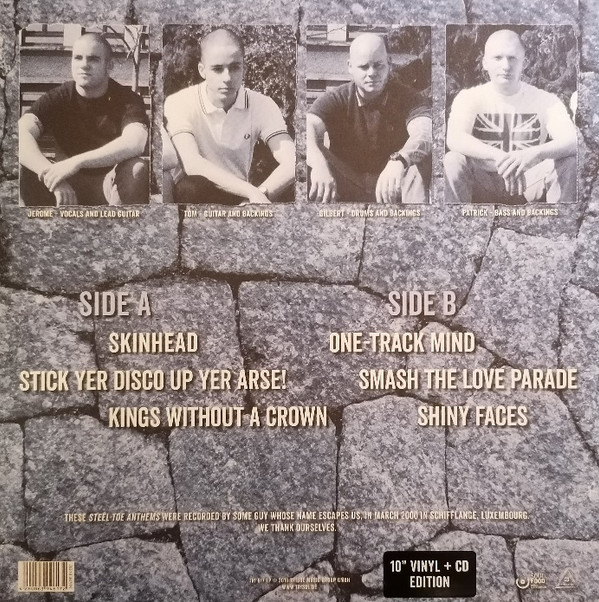 JEROME - VOCALS AND LEAD GUITAR
TOM - GUITAR AND BACKINGS
GILBERT - DRUMS AND BACKINGS
PATRICK - BASS AND BACKINGS
SIDE A
SKINHEAD
STICK YER DISCO UP YER ARSE!
KINGS WITHOUT A CROWN
SIDE B
ONE-TRACK MIND
SMASH THE LOVE PARADE
SHINY FACES
THESE STEEL-TOE ANTHEMS WERE RECORDED BY SOME GUY WHOSE NAME ESCAPES US, IN MARCH 2000 IN SCHIFFLANGE, LUXEMBOURG.
WE THANK OURSELVES.
10" VINYL + CD
EDITION